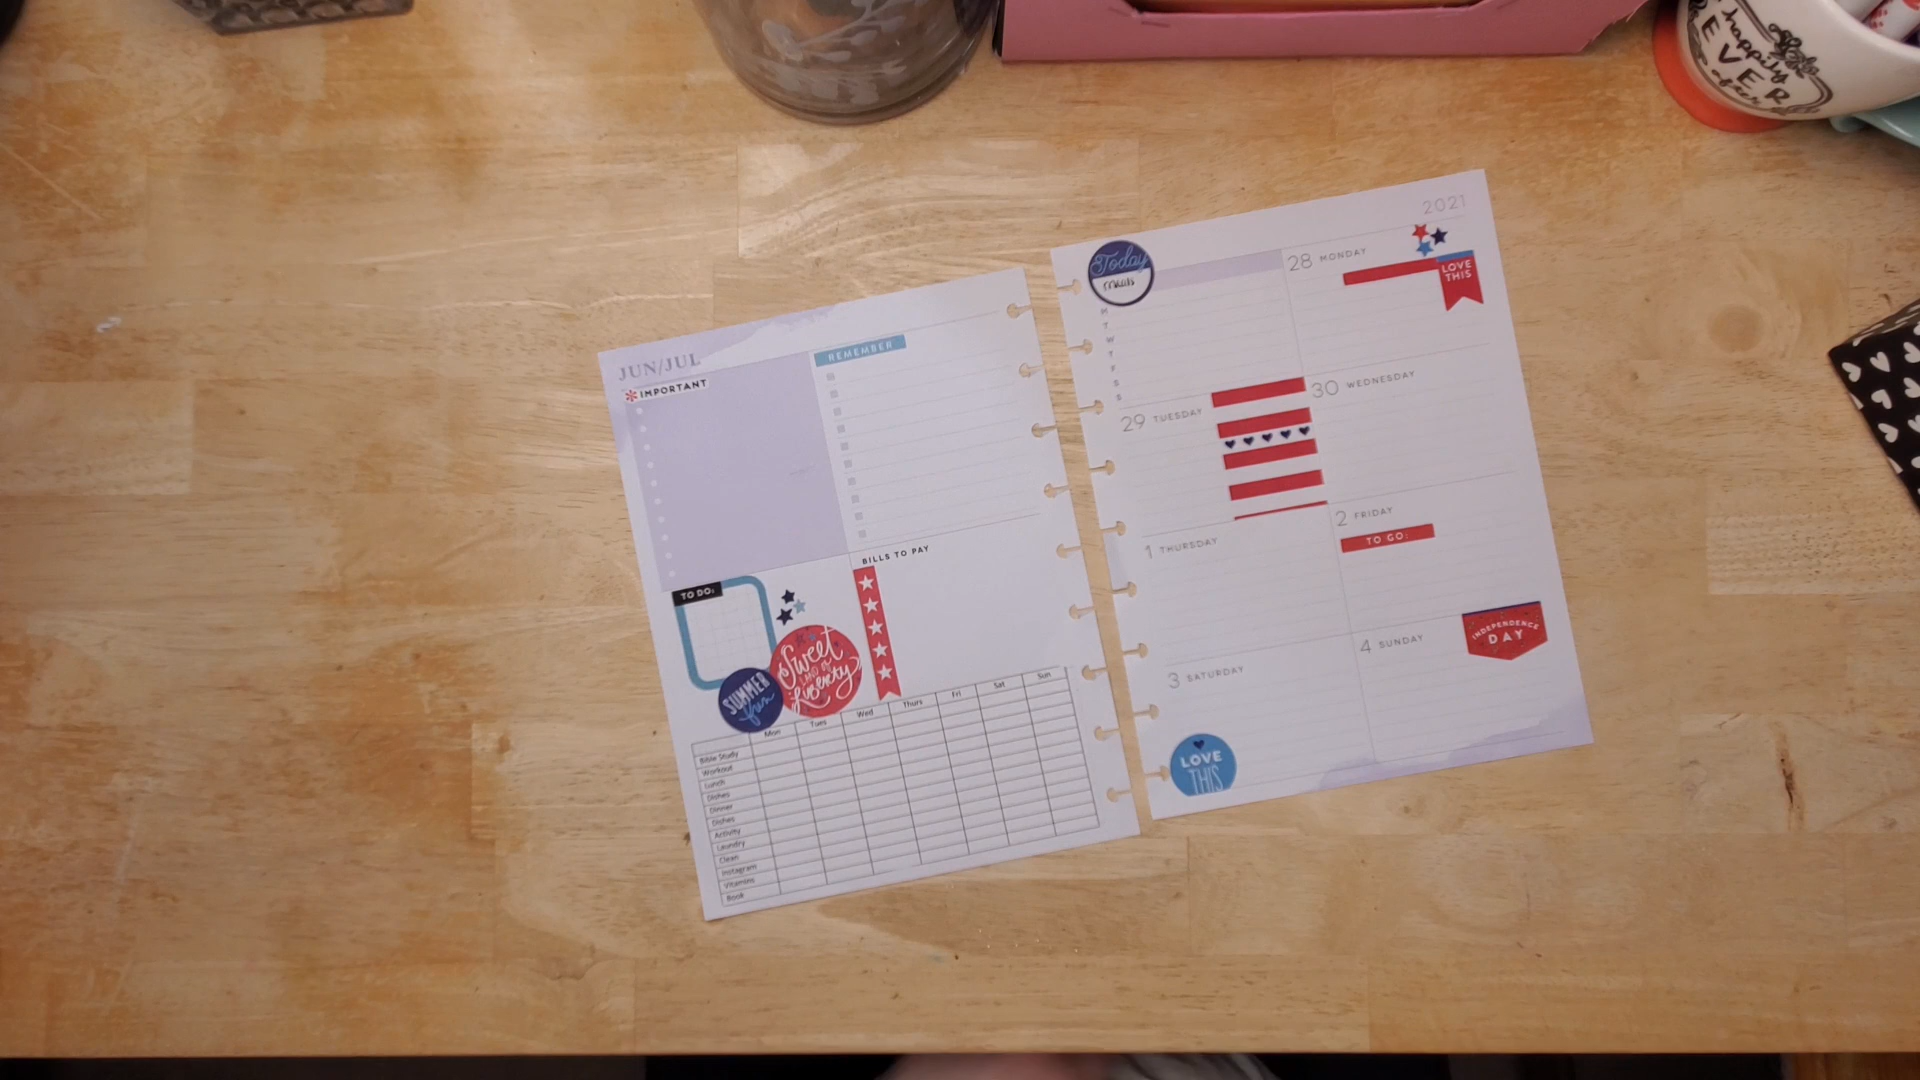 happily
EVER
after
JUN/JUL
*IMPORTANT
REMEMBER
TO DO:
BILLS TO PAY
Sweet
LAND of
Liberty
SUMMER
fun
Mon Tues Wed Thurs Fri Sat Sun
Bible Study
Workout
Lunch
Dishes
Dinner
Dishes
Activity
Laundry
Clean
Instagram
Vitamins
Book
2021
Today
Meals
M
T
W
T
F
S
S
28 MONDAY
LOVE
THIS
29 TUESDAY
30 WEDNESDAY
1 THURSDAY
2 FRIDAY
TO GO:
3 SATURDAY
4 SUNDAY
INDEPENDENCE
DAY
LOVE
THIS